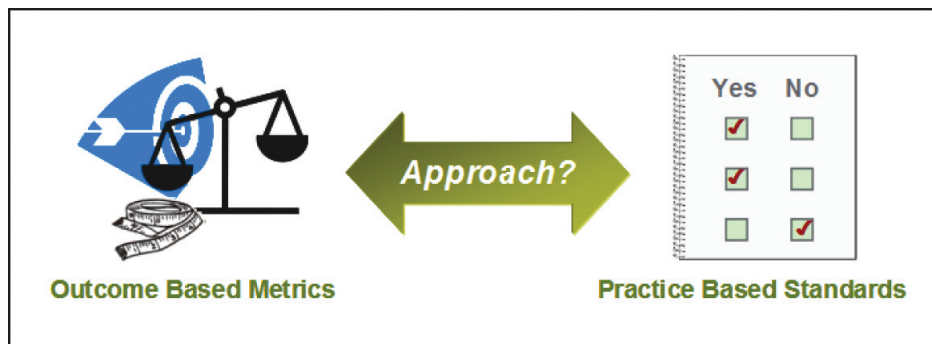 Yes No
Approach?
Outcome Based Metrics
Practice Based Standards